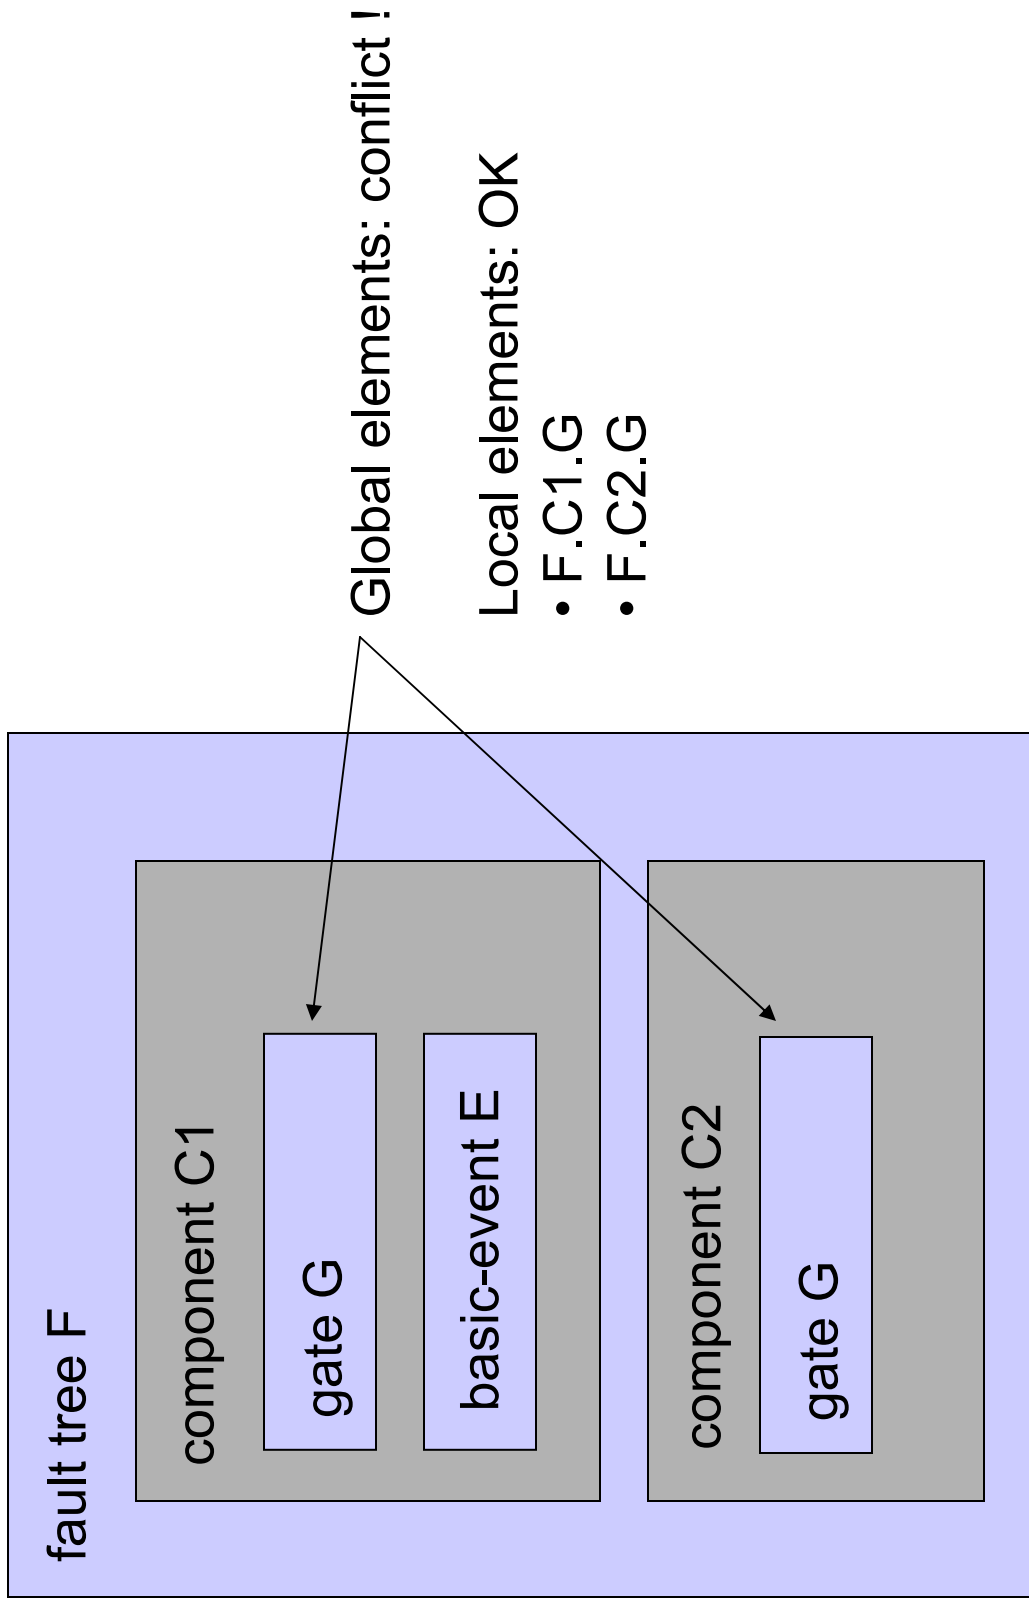 fault tree F
component C1
gate G
basic-event E
component C2
gate G
Global elements: conflict !
Local elements: OK
• F.C1.G
• F.C2.G